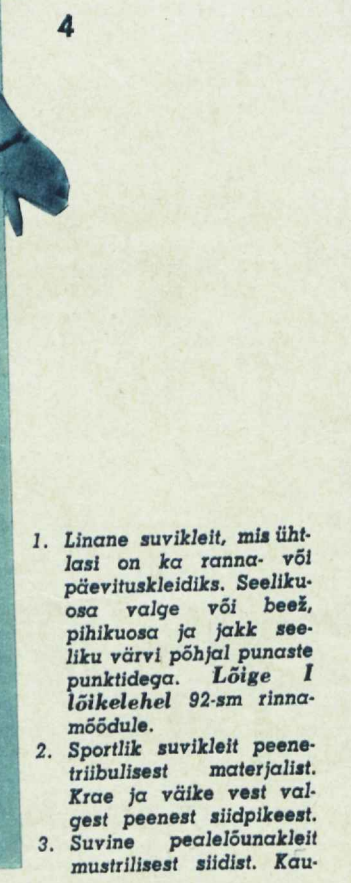 4
1. Linane suvikleit, mis üht-
lasi on ka ranna- või
päevituskleidiks. Seeliku-
osa valge või beež,
pihikuosa ja jakk see-
liku värvi põhjal punaste
punktidega. Lõige I
lõikelehel 92-sm rinna-
mõõdule.
2. Sportlik suvikleit peene-
triibulisest materjalist.
Krae ja väike vest val-
gest peenest siidpikeest.
3. Suvine pealelõunakleit
mustrilisest siidist. Kau-